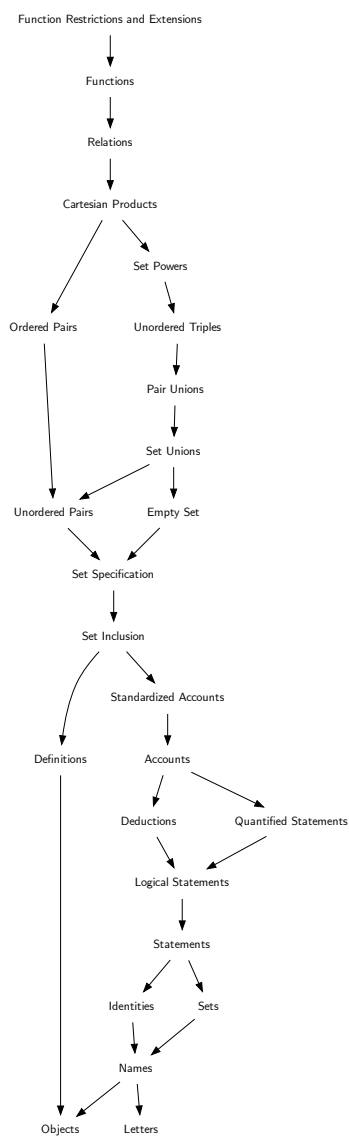 Function Restrictions and Extensions
Functions
Relations
Cartesian Products
Set Powers
Ordered Pairs
Unordered Triples
Pair Unions
Set Unions
Unordered Pairs
Empty Set
Set Specification
Set Inclusion
Standardized Accounts
Definitions
Accounts
Deductions
Quantified Statements
Logical Statements
Statements
Identities
Sets
Names
Objects
Letters